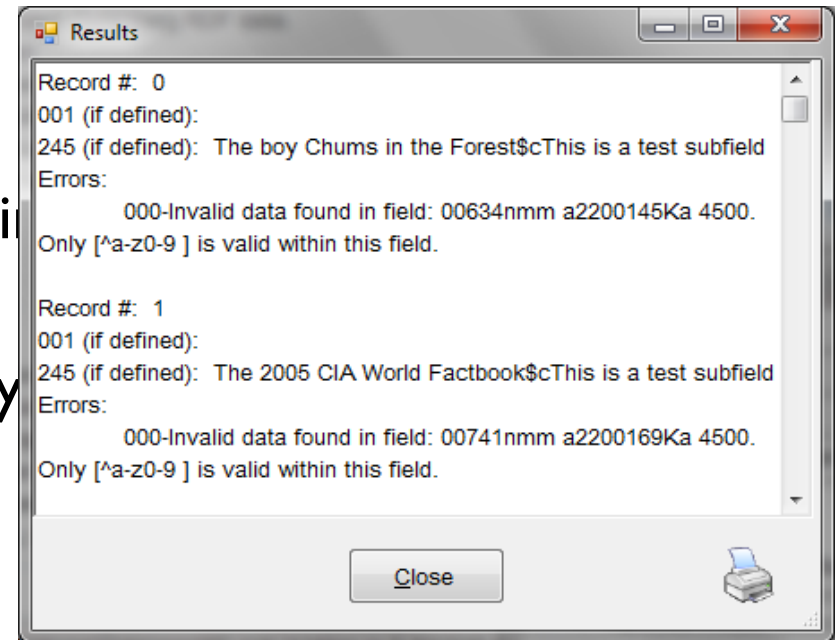 Results
Record #:  0
001 (if defined):
245 (if defined):  The boy Chums in the Forest$cThis is a test subfield
Errors:
000-Invalid data found in field: 00634nmm a2200145Ka 4500.
Only [^a-z0-9 ] is valid within this field.
Record #:  1
001 (if defined):
245 (if defined):  The 2005 CIA World Factbook$cThis is a test subfield
Errors:
000-Invalid data found in field: 00741nmm a2200169Ka 4500.
Only [^a-z0-9 ] is valid within this field.
Close